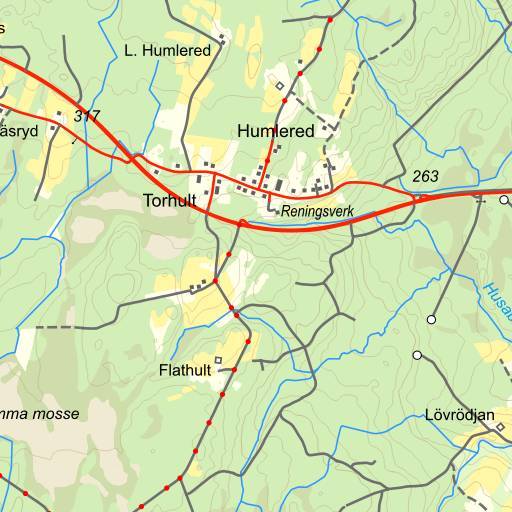 s
L. Humlered
317
äsryd
Humlered
263
Torhult
Reningsverk
Husab
Flathult
mma mosse
Lövrödjan